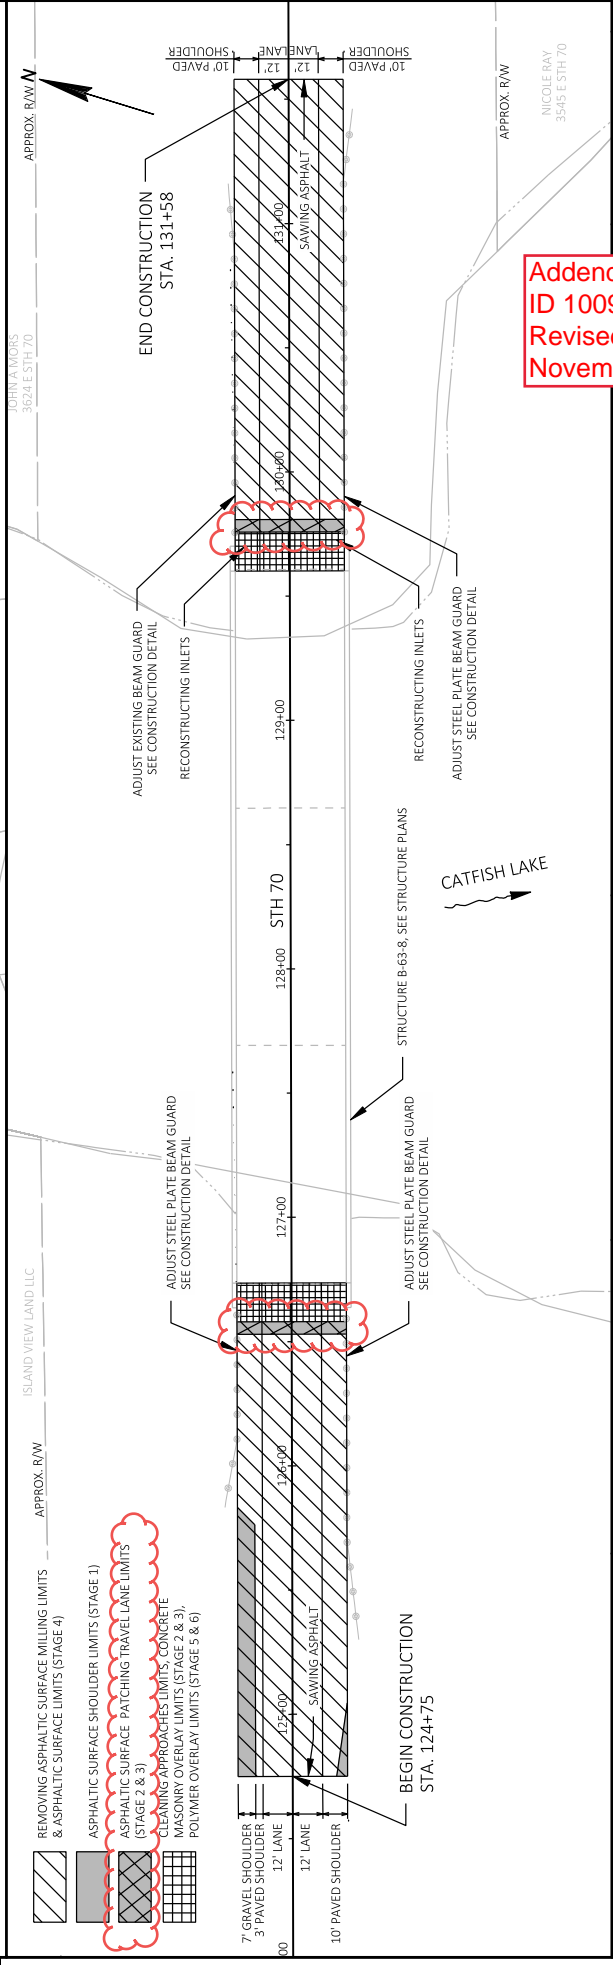 10' PAVED
SHOULDER
12'
LANE
12'
LANE
10' PAVED
SHOULDER
APPROX. R/W
N
APPROX. R/W
NICOLE RAY
3545 E STH 70
JOHN A MORS
3624 E STH 70
END CONSTRUCTION
STA. 131+58
131+00
SAWING ASPHALT
Addend
ID 1009
Revised
Novem
130+00
ADJUST EXISTING BEAM GUARD
SEE CONSTRUCTION DETAIL
RECONSTRUCTING INLETS
RECONSTRUCTING INLETS
ADJUST STEEL PLATE BEAM GUARD
SEE CONSTRUCTION DETAIL
129+00
STH 70
128+00
STRUCTURE B-63-8, SEE STRUCTURE PLANS
CATFISH LAKE
ADJUST STEEL PLATE BEAM GUARD
SEE CONSTRUCTION DETAIL
127+00
ADJUST STEEL PLATE BEAM GUARD
SEE CONSTRUCTION DETAIL
ISLAND VIEW LAND LLC
APPROX. R/W
126+00
SAWING ASPHALT
125+00
BEGIN CONSTRUCTION
STA. 124+75
REMOVING ASPHALTIC SURFACE MILLING LIMITS
& ASPHALTIC SURFACE LIMITS (STAGE 4)
ASPHALTIC SURFACE SHOULDER LIMITS (STAGE 1)
ASPHALTIC SURFACE PATCHING TRAVEL LANE LIMITS
(STAGE 2 & 3)
CLEANING APPROACHES LIMITS, CONCRETE
MASONRY OVERLAY LIMITS (STAGE 2 & 3),
POLYMER OVERLAY LIMITS (STAGE 5 & 6)
7' GRAVEL SHOULDER
3' PAVED SHOULDER
12' LANE
12' LANE
10' PAVED SHOULDER
00